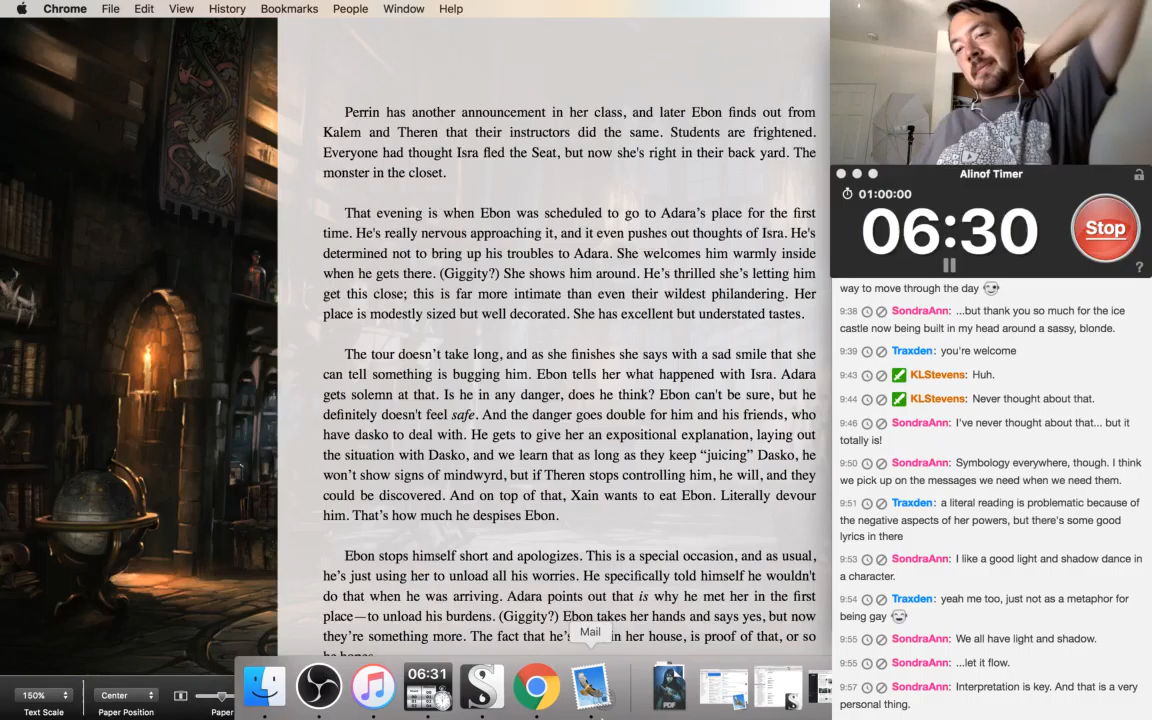 Chrome File Edit View History Bookmarks People Window Help
Perrin has another announcement in her class, and later Ebon finds out from
Kalem and Theren that their instructors did the same. Students are frightened.
Everyone had thought Isra fled the Seat, but now she's right in their back yard. The
monster in the closet.
That evening is when Ebon was scheduled to go to Adara’s place for the first
time. He's really nervous approaching it, and it even pushes out thoughts of Isra. He's
determined not to bring up his troubles to Adara. She welcomes him warmly inside
when he gets there. (Giggity?) She shows him around. He’s thrilled she’s letting him
get this close; this is far more intimate than even their wildest philandering. Her
place is modestly sized but well decorated. She has excellent but understated tastes.
The tour doesn’t take long, and as she finishes she says with a sad smile that she
can tell something is bugging him. Ebon tells her what happened with Isra. Adara
gets solemn at that. Is he in any danger, does he think? Ebon can't be sure, but he
definitely doesn't feel safe. And the danger goes double for him and his friends, who
have dasko to deal with. He gets to give her an expositional explanation, laying out
the situation with Dasko, and we learn that as long as they keep “juicing” Dasko, he
won’t show signs of mindwyrd, but if Theren stops controlling him, he will, and they
could be discovered. And on top of that, Xain wants to eat Ebon. Literally devour
him. That’s how much he despises Ebon.
Ebon stops himself short and apologizes. This is a special occasion, and as usual,
he’s just using her to unload all his worries. He specifically told himself he wouldn't
do that when he was arriving. Adara points out that is why he met her in the first
place—to unload his burdens. (Giggity?) Ebon takes her hands and says yes, but now
they’re something more. The fact that he’s in her house, is proof of that, or so
he hopes.
Mail
06:31
PDF
150%
Center
Text Scale
Paper Position
Paper
Alinof Timer
01:00:00
06:30
Stop
?
way to move through the day
9:38 SondraAnn: ...but thank you so much for the ice
castle now being built in my head around a sassy, blonde.
9:39 Traxden: you're welcome
9:43 KLStevens: Huh.
9:44 KLStevens: Never thought about that.
9:46 SondraAnn: I've never thought about that... but it
totally is!
9:50 SondraAnn: Symbology everywhere, though. I think
we pick up on the messages we need when we need them.
9:51 Traxden: a literal reading is problematic because of
the negative aspects of her powers, but there's some good
lyrics in there
9:53 SondraAnn: I like a good light and shadow dance in
a character.
9:54 Traxden: yeah me too, just not as a metaphor for
being gay
9:55 SondraAnn: We all have light and shadow.
9:55 SondraAnn: ...let it flow.
9:57 SondraAnn: Interpretation is key. And that is a very
personal thing.